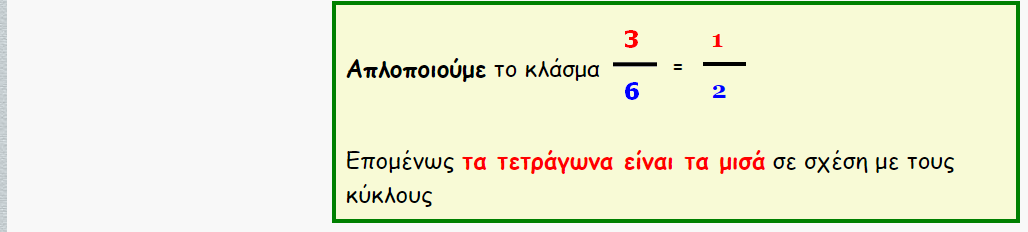 Απλοποιούμε το κλάσμα 3/6 = 1/2
Επομένως τα τετράγωνα είναι τα μισά σε σχέση με τους
κύκλους